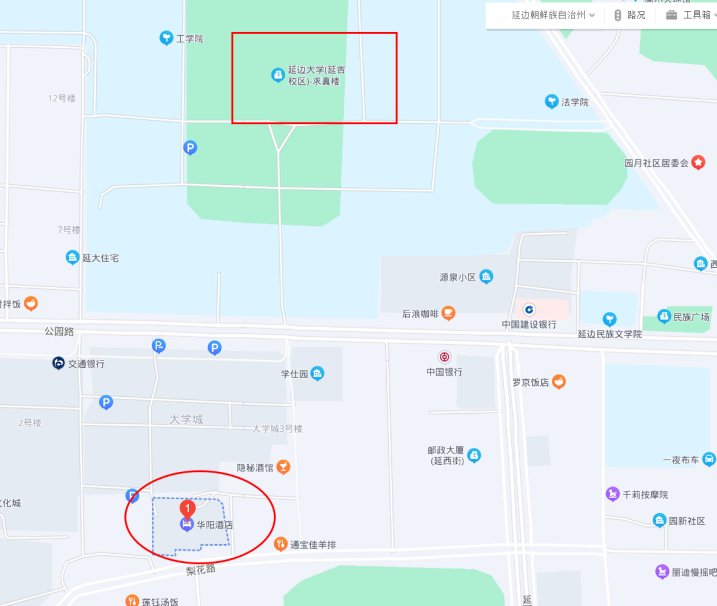 延边朝鲜族自治州
路况
工具箱
工学院
延边大学(延吉
校区)-求真楼
12号楼
法学院
P
园月社区居委会
7号楼
延大住宅
源泉小区
西
拌饭
后浪咖啡
中国建设银行
民族广场
延边民族文学院
公园路
P
P
交通银行
中国银行
学仕园
罗京饭店
P
大学城
2号楼
大学城3号楼
邮政大厦
(延西街)
一夜布车
隐秘酒馆
千莉按摩院
化城
1
华阳酒店
园新社区
通宝佳羊排
梨花路
丽迪慢摇吧
莲钰汤饭
延